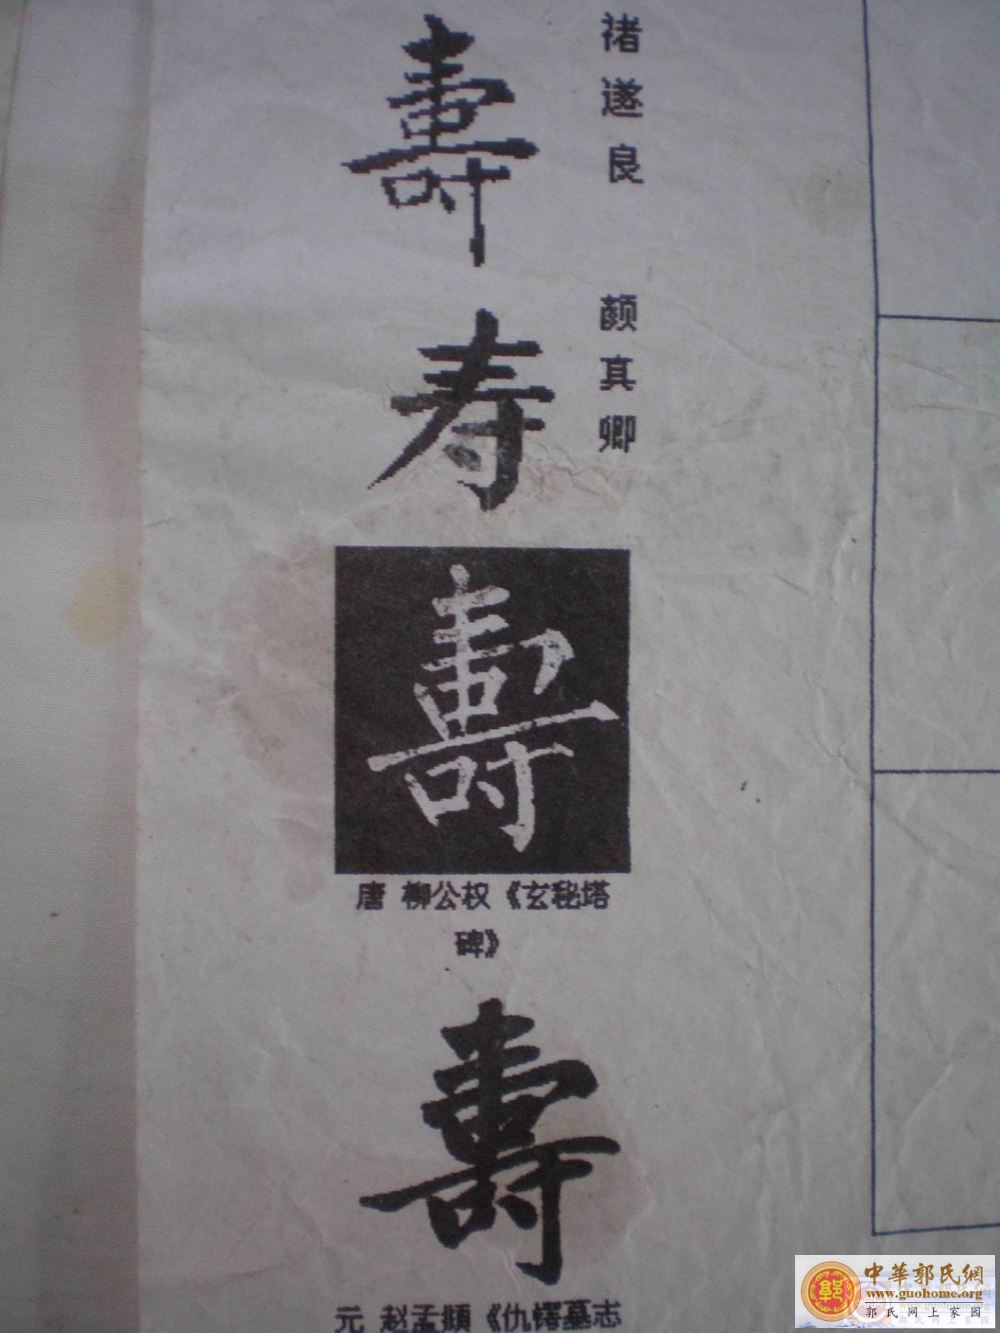 壽
褚遂良
寿
颜真卿
壽
唐 柳公权《玄秘塔
碑》
壽
元 赵孟頫《仇锷墓志
中華郭氏網
www.guohome.org
郭氏网上家园